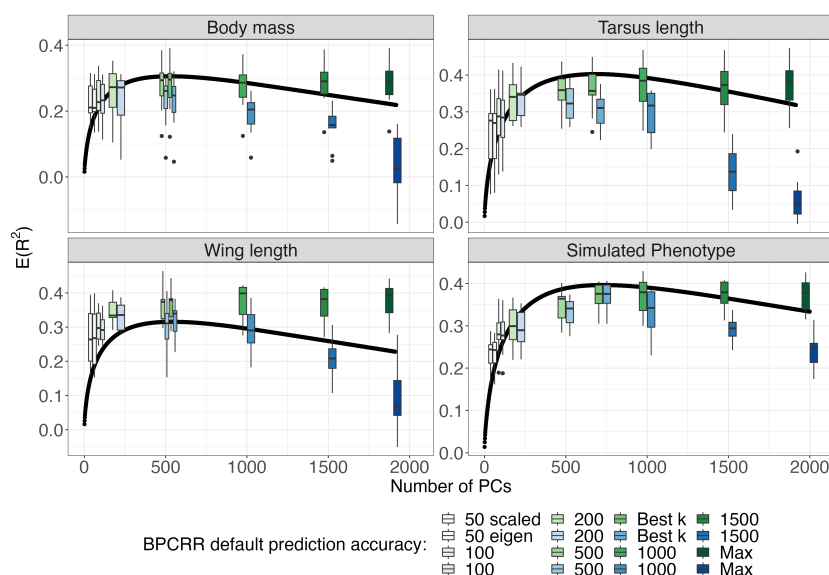 Body mass
Tarsus length
0.4
0.2
0.0
0.4
0.3
0.2
0.1
0.0
E(R²)
Wing length
Simulated Phenotype
0.4
0.3
0.2
0.1
0.0
0.4
0.3
0.2
0.1
0.0
0 500 1000 1500 2000
0 500 1000 1500 2000
Number of PCs
BPCRR default prediction accuracy:
50 scaled 200 Best k 1500
50 eigen 200 Best k 1500
100 500 1000 Max
100 500 1000 Max